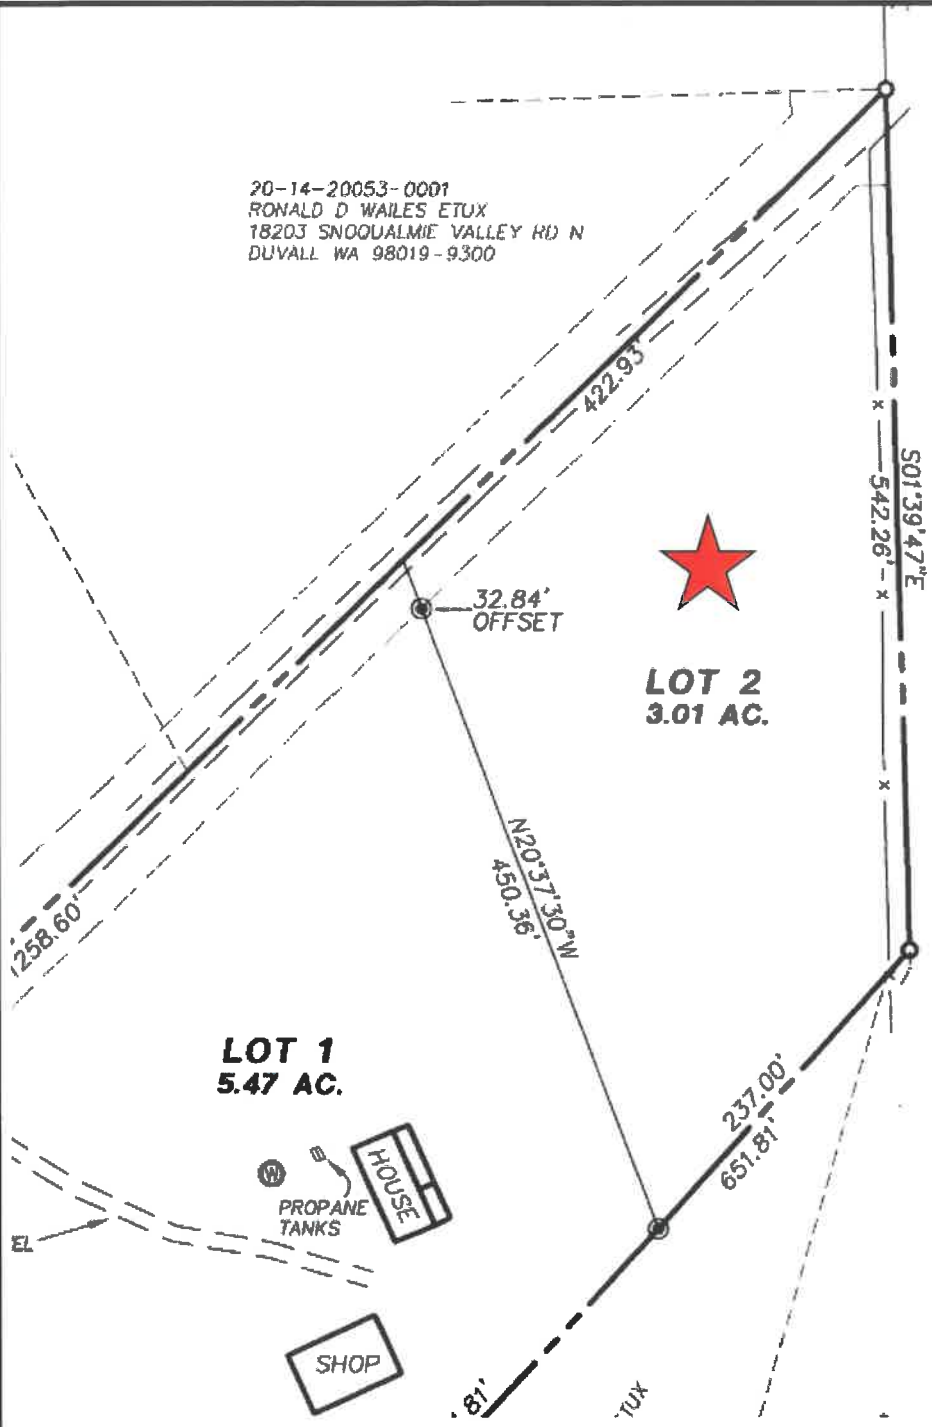 20-14-20053-0001
RONALD D WAILES ETUX
18203 SNOQUALMIE VALLEY RD N
DUVALL WA 98019-9300
422.93'
S01°39'47"E
x
542.26'
x
32.84'
OFFSET
LOT 2
3.01 AC.
x
N20°37'30"W
450.36'
1258.60'
LOT 1
5.47 AC.
237.00'
651.81'
W
HOUSE
PROPANE
TANKS
EL
SHOP
81'
TUX